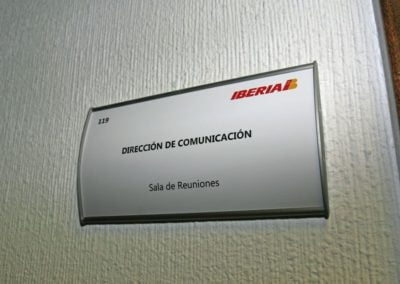 IBERIA
119
DIRECCIÓN DE COMUNICACIÓN
Sala de Reuniones